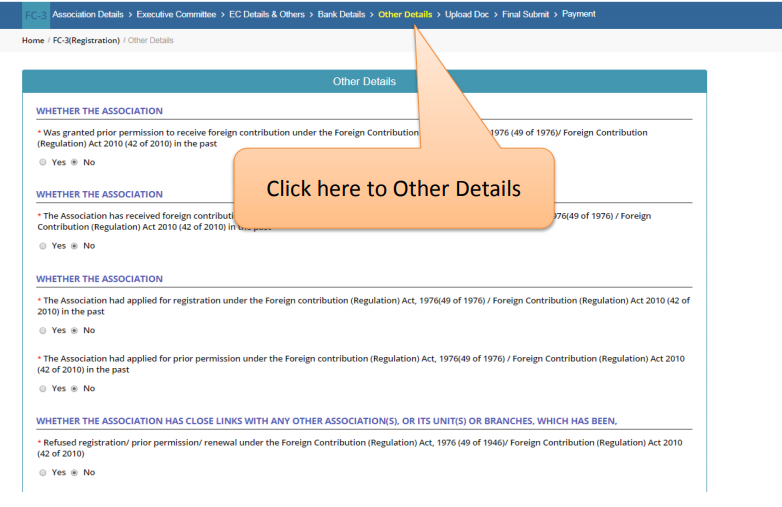 FC-3 Association Details > Executive Committee > EC Details & Others > Bank Details > Other Details > Upload Doc > Final Submit > Payment
Home / FC-3(Registration) / Other Details
Other Details
WHETHER THE ASSOCIATION
* Was granted prior permission to receive foreign contribution under the Foreign Contribution 1976 (49 of 1976)/ Foreign Contribution
(Regulation) Act 2010 (42 of 2010) in the past
Yes No
Click here to Other Details
WHETHER THE ASSOCIATION
* The Association has received foreign 76(49 of 1976) / Foreign
Contribution (Regulation) Act 2010 (42 of 2010) in
Yes No
WHETHER THE ASSOCIATION
* The Association had applied for registration under the Foreign contribution (Regulation) Act, 1976(49 of 1976) / Foreign Contribution (Regulation) Act 2010 (42 of
2010) in the past
Yes No
* The Association had applied for prior permission under the Foreign contribution (Regulation) Act, 1976(49 of 1976) / Foreign Contribution (Regulation) Act 2010
(42 of 2010) in the past
Yes No
WHETHER THE ASSOCIATION HAS CLOSE LINKS WITH ANY OTHER ASSOCIATION(S), OR ITS UNIT(S) OR BRANCHES, WHICH HAS BEEN,
* Refused registration/ prior permission/ renewal under the Foreign Contribution (Regulation) Act, 1976 (49 of 1946)/ Foreign Contribution (Regulation) Act 2010
(42 of 2010)
Yes No